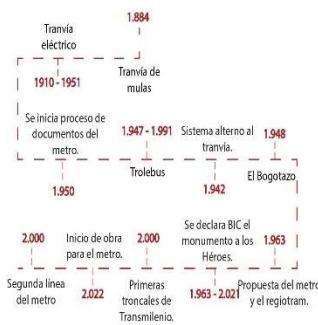 1.884
Tranvía
eléctrico
1910 - 1951
Tranvía de
mulas
Se inicia proceso de
documentos del
metro.
1.950
1.947 - 1.991
Trolebus
Sistema alterno al
tranvía.
1.942
1.948
El Bogotazo
2.000
Segunda línea
del metro
Inicio de obra
para el metro.
2.022
2.000
Primeras
troncales de
Transmilenio.
Se declara BIC el
monumento a los
Héroes.
1.963 - 2.021
1.963
Propuesta del metro
y el registram.